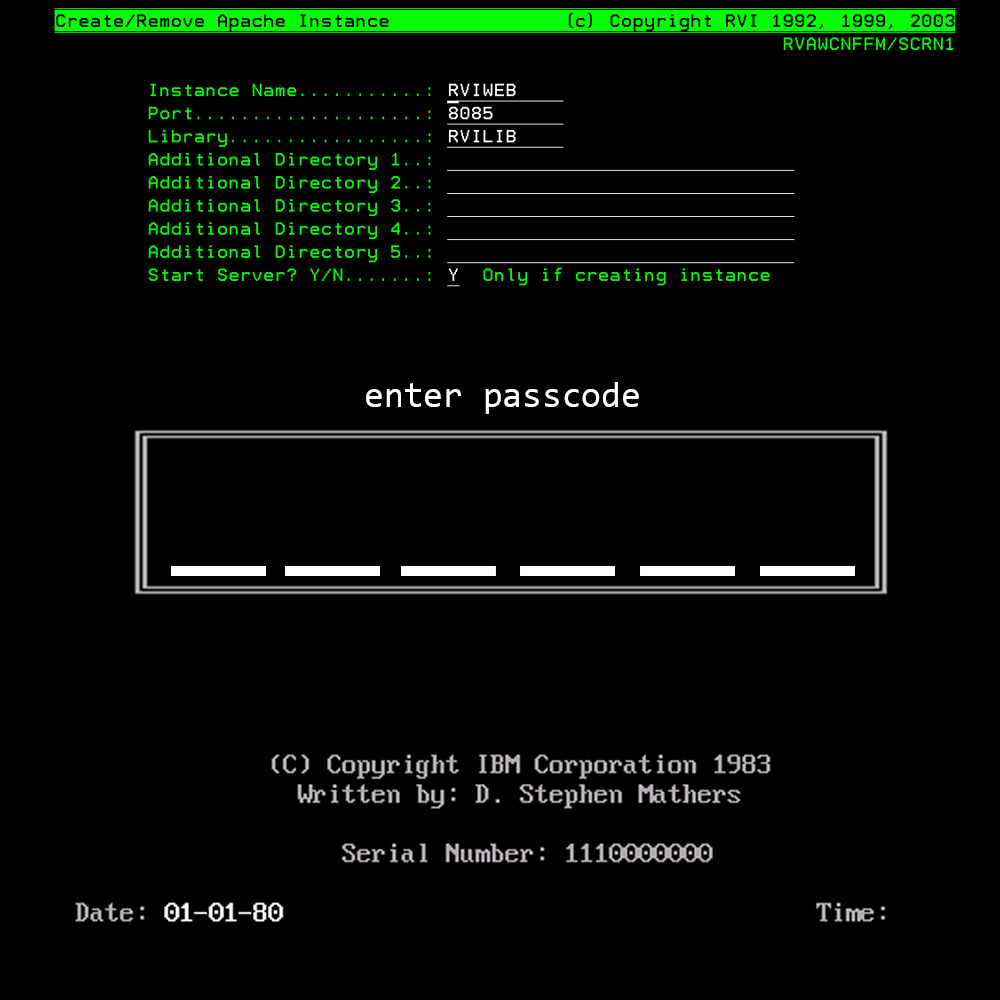 Create/Remove Apache Instance (c) Copyright RVI 1992, 1999, 2003
RVAWCNFFM/SCRN1
Instance Name...........: RVIWEB
Port....................: 8085
Library.................: RVILIB
Additional Directory 1..:
Additional Directory 2..:
Additional Directory 3..:
Additional Directory 4..:
Additional Directory 5..:
Start Server? Y/N.......: Y Only if creating instance
enter passcode
(C) Copyright IBM Corporation 1983
Written by: D. Stephen Mathers
Serial Number: 1110000000
Date: 01-01-80 Time: